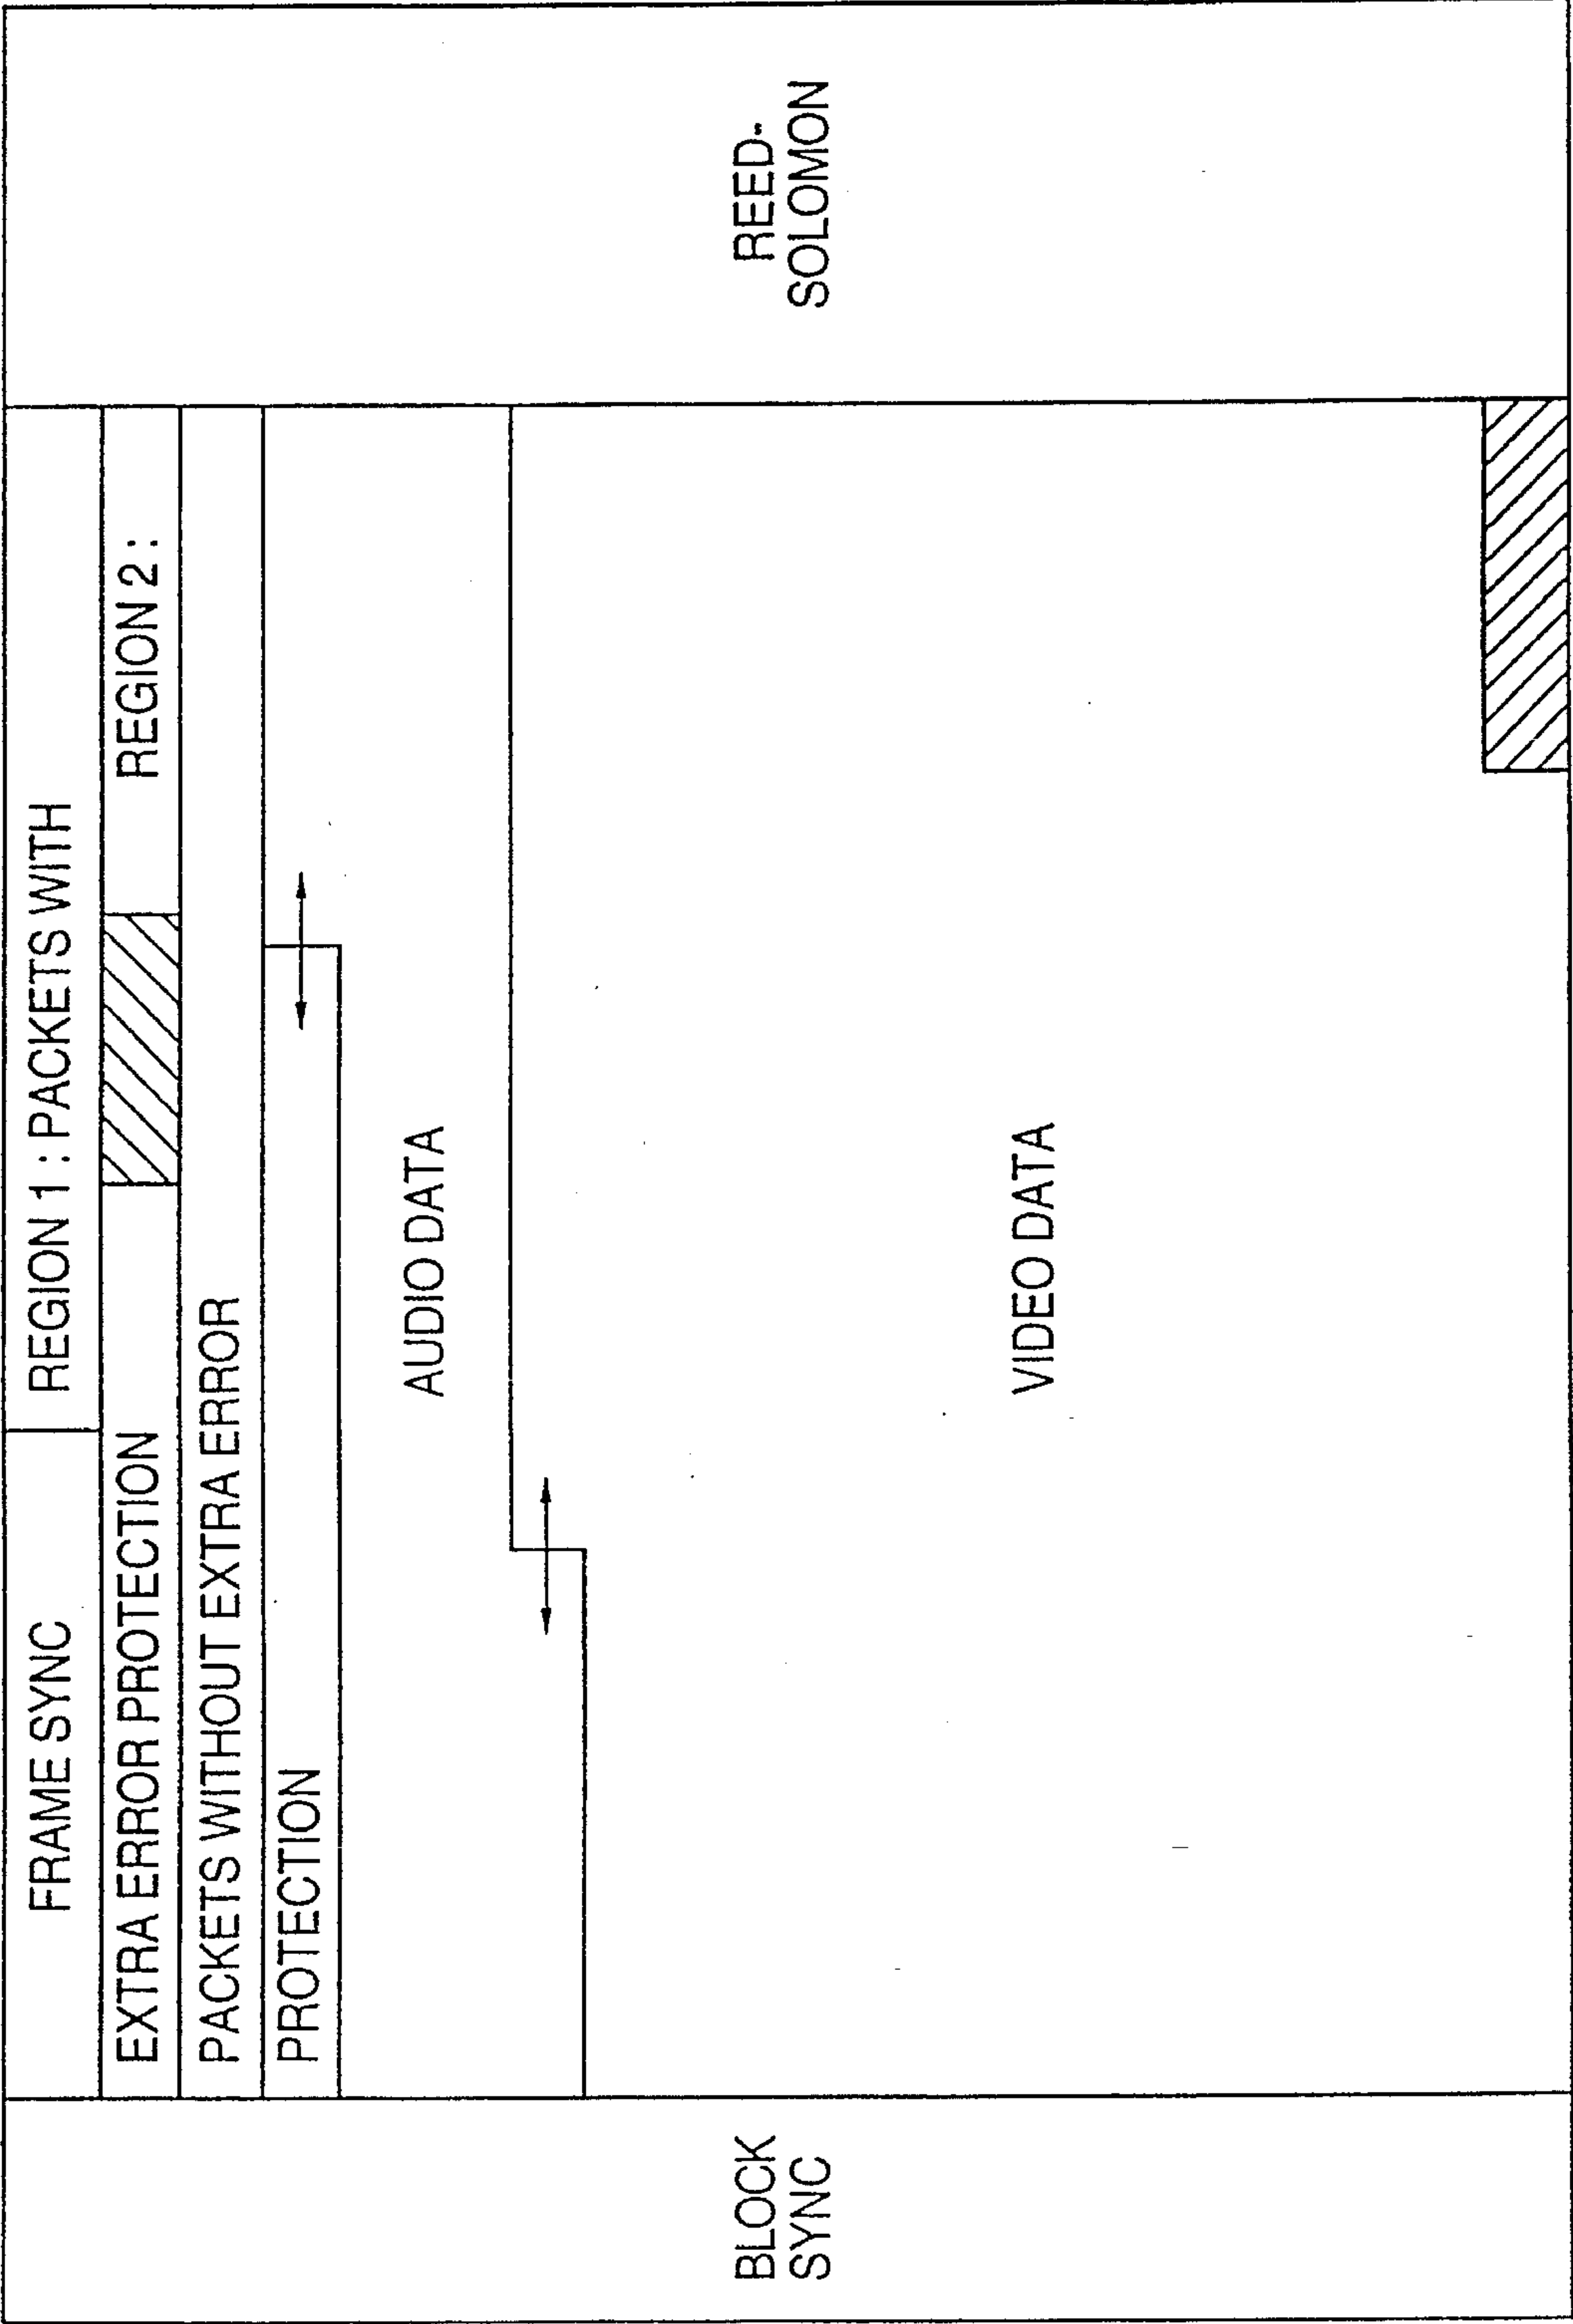 FRAME SYNC
REGION 1 : PACKETS WITH
EXTRA ERROR PROTECTION
REGION 2 :
PACKETS WITHOUT EXTRA ERROR
PROTECTION
AUDIO DATA
BLOCK
SYNC
REED-
SOLOMON
VIDEO DATA